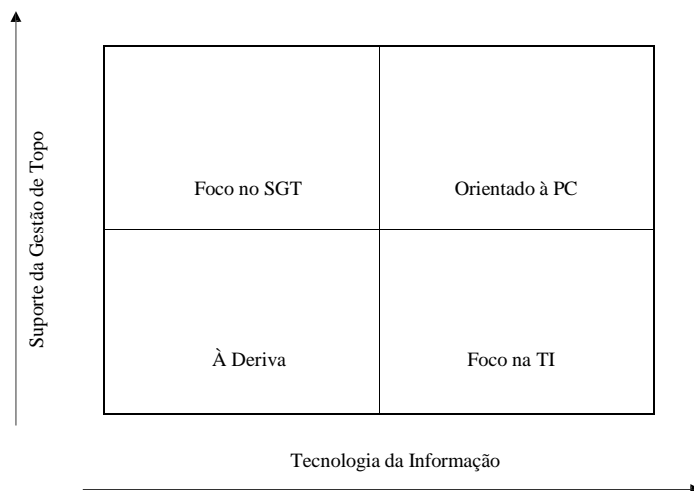 Suporte da Gestão de Topo
Foco no SGT
Orientado à PC
À Deriva
Foco na TI
Tecnologia da Informação